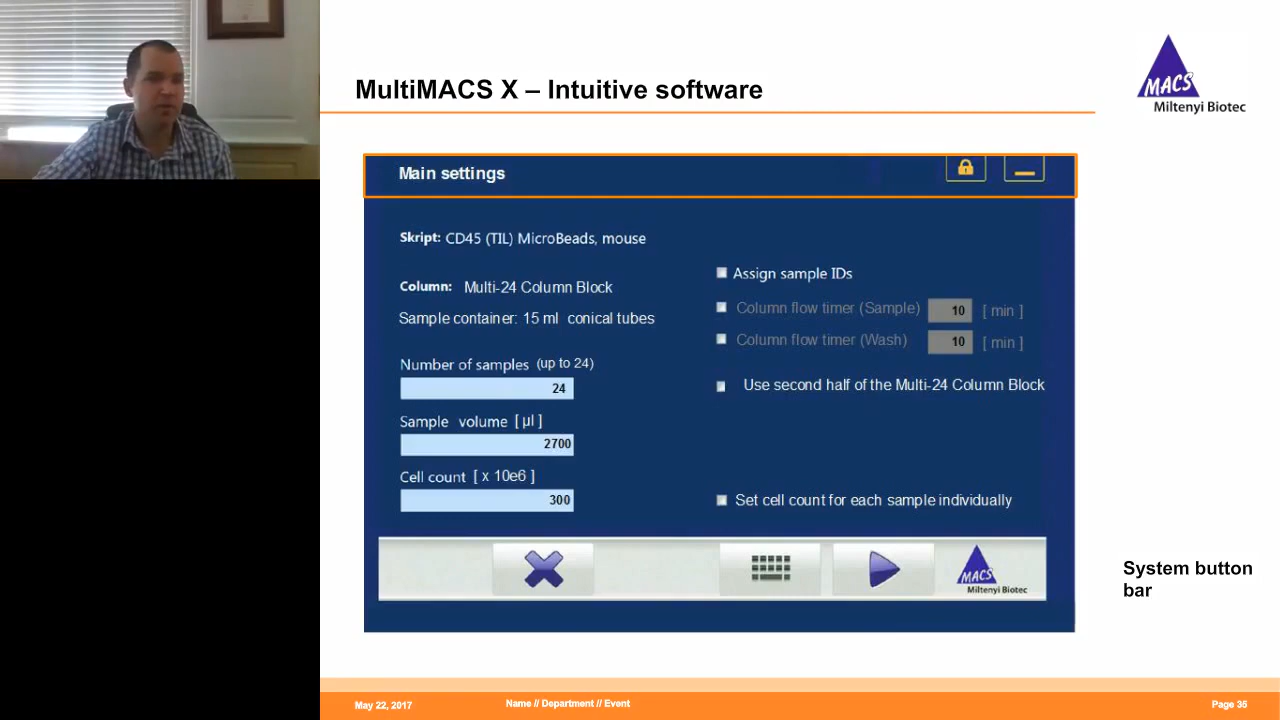 MultiMACS X – Intuitive software
MACS
Miltenyi Biotec
Main settings
Skript: CD45 (TIL) MicroBeads, mouse
Column: Multi-24 Column Block
Sample container: 15 ml conical tubes
Number of samples (up to 24)
24
Sample volume [ µl ]
2700
Cell count [ x 10e6 ]
300
Assign sample IDs
Column flow timer (Sample) 10 [ min ]
Column flow timer (Wash) 10 [ min ]
Use second half of the Multi-24 Column Block
Set cell count for each sample individually
MACS
Miltenyi Biotec
System button
bar
May 22, 2017
Name // Department // Event
Page 35